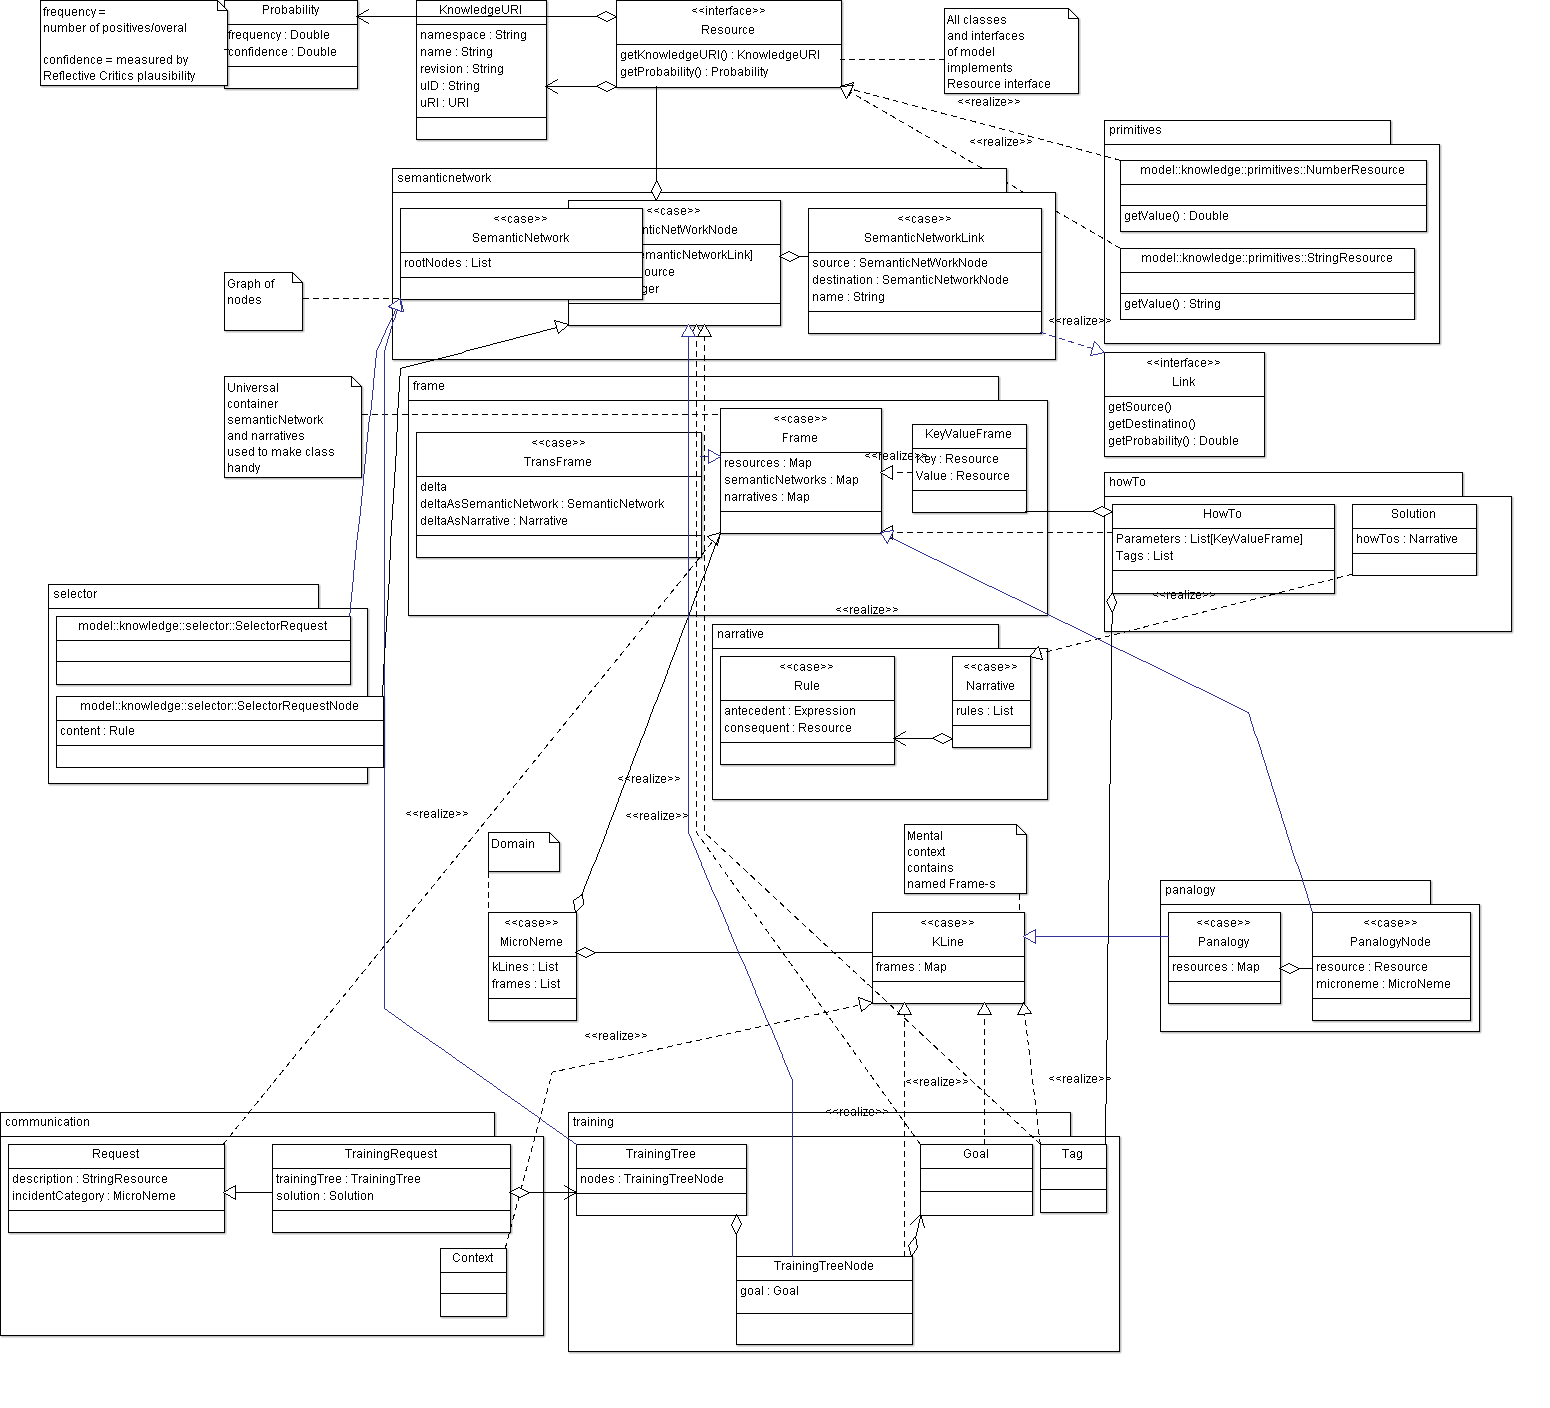 frequency =
number of positives/overal
confidence = measured by
Reflective Critics plausibility
Probability
frequency : Double
confidence : Double
KnowledgeURI
namespace : String
name : String
revision : String
uID : String
uRI : URI
<<interface>>
Resource
getKnowledgeURI() : KnowledgeURI
getProbability() : Probability
All classes
and interfaces
of model
implements
Resource interface
<<realize>>
<<realize>>
primitives
model::knowledge::primitives::NumberResource
getValue() : Double
model::knowledge::primitives::StringResource
getValue() : String
semanticnetwork
<<case>>
SemanticNetwork
rootNodes : List
<<case>>
nticNetWorkNode
emanticNetworkLink]
ource
ger
<<case>>
SemanticNetworkLink
source : SemanticNetWorkNode
destination : SemanticNetworkNode
name : String
Graph of
nodes
<<realize>>
<<interface>>
Link
getSource()
getDestinatino()
getProbability() : Double
Universal
container
semanticNetwork
and narratives
used to make class
handy
frame
<<case>>
TransFrame
delta
deltaAsSemanticNetwork : SemanticNetwork
deltaAsNarrative : Narrative
<<case>>
Frame
resources : Map
semanticNetworks : Map
narratives : Map
<<realize>>
KeyValueFrame
Key : Resource
Value : Resource
howTo
HowTo
Parameters : List[KeyValueFrame]
Tags : List
Solution
howTos : Narrative
<<realize>>
<<realize>>
selector
model::knowledge::selector::SelectorRequest
model::knowledge::selector::SelectorRequestNode
content : Rule
narrative
<<case>>
Rule
antecedent : Expression
consequent : Resource
<<case>>
Narrative
rules : List
<<realize>>
<<realize>>
<<realize>>
Domain
Mental
context
contains
named Frame-s
<<case>>
MicroNeme
kLines : List
frames : List
<<case>>
KLine
frames : Map
panalogy
<<case>>
Panalogy
resources : Map
<<case>>
PanalogyNode
resource : Resource
microneme : MicroNeme
<<realize>>
<<realize>>
<<realize>>
<<realize>>
communication
Request
description : StringResource
incidentCategory : MicroNeme
TrainingRequest
trainingTree : TrainingTree
solution : Solution
Context
training
TrainingTree
nodes : TrainingTreeNode
Goal
Tag
TrainingTreeNode
goal : Goal